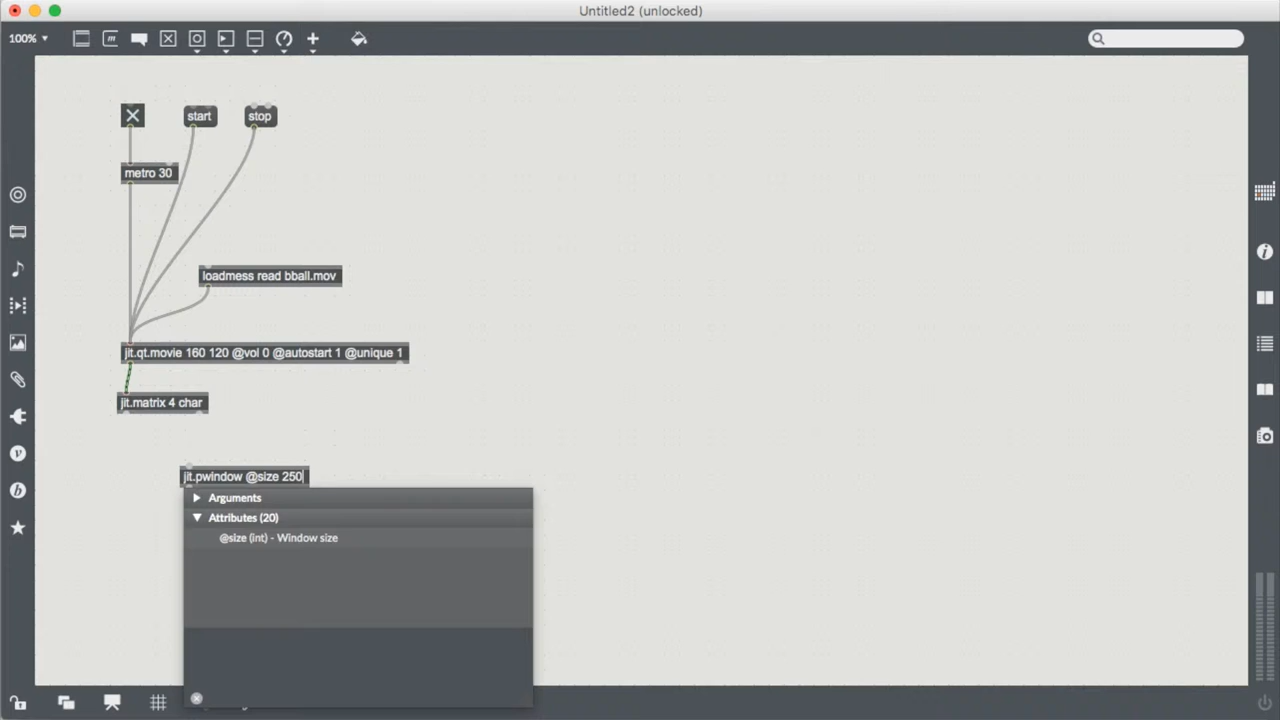 Untitled2 (unlocked)
100%
start
stop
metro 30
loadmess read bball.mov
jit.qt.movie 160 120 @vol 0 @autostart 1 @unique 1
jit.matrix 4 char
jit.pwindow @size 250
Arguments
Attributes (20)
@size (int) - Window size